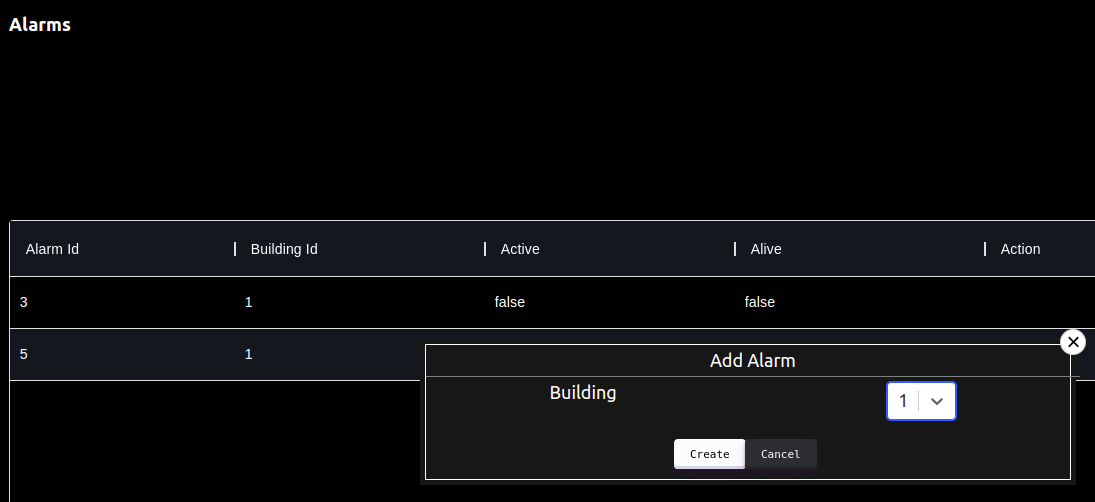 Alarms
Alarm Id Building Id Active Alive Action
3 1 false false
5 1
Add Alarm
Building 1
Create Cancel